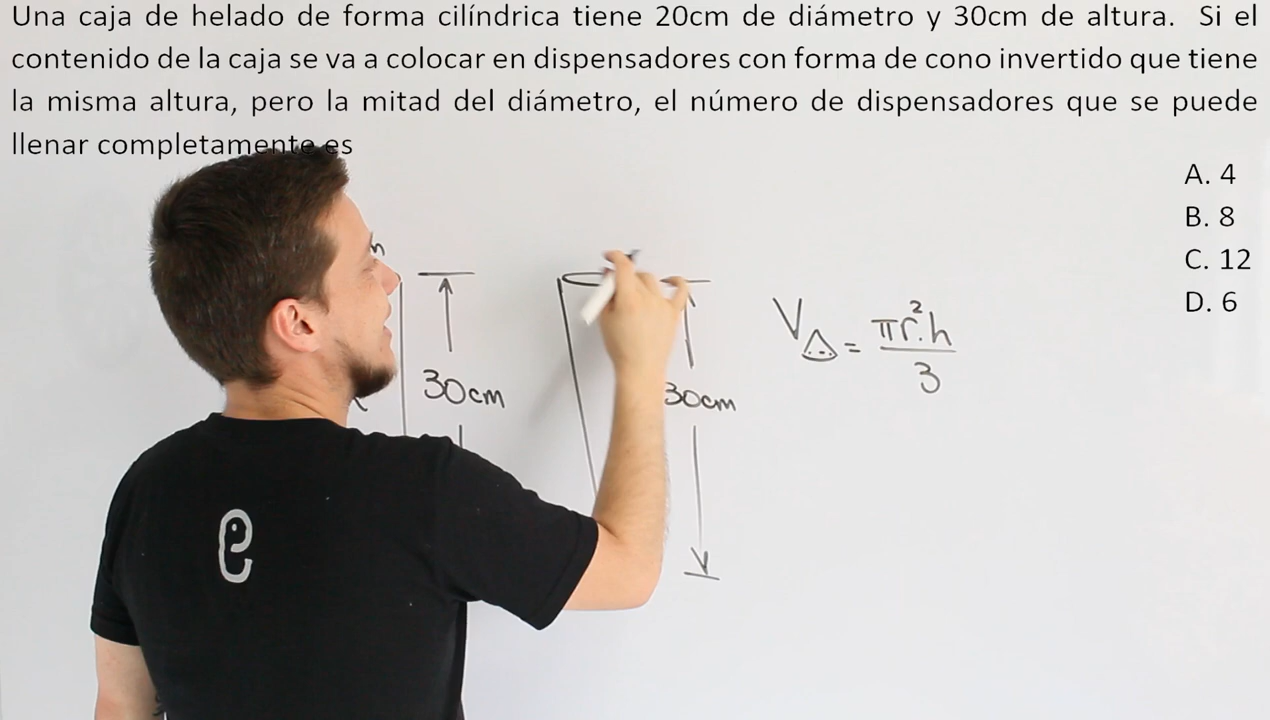 Una caja de helado de forma cilíndrica tiene 20cm de diámetro y 30cm de altura. Si el
contenido de la caja se va a colocar en dispensadores con forma de cono invertido que tiene
la misma altura, pero la mitad del diámetro, el número de dispensadores que se puede
llenar completamente es
A. 4
B. 8
C. 12
D. 6
30cm
30cm
V△ = πr².h / 3
e